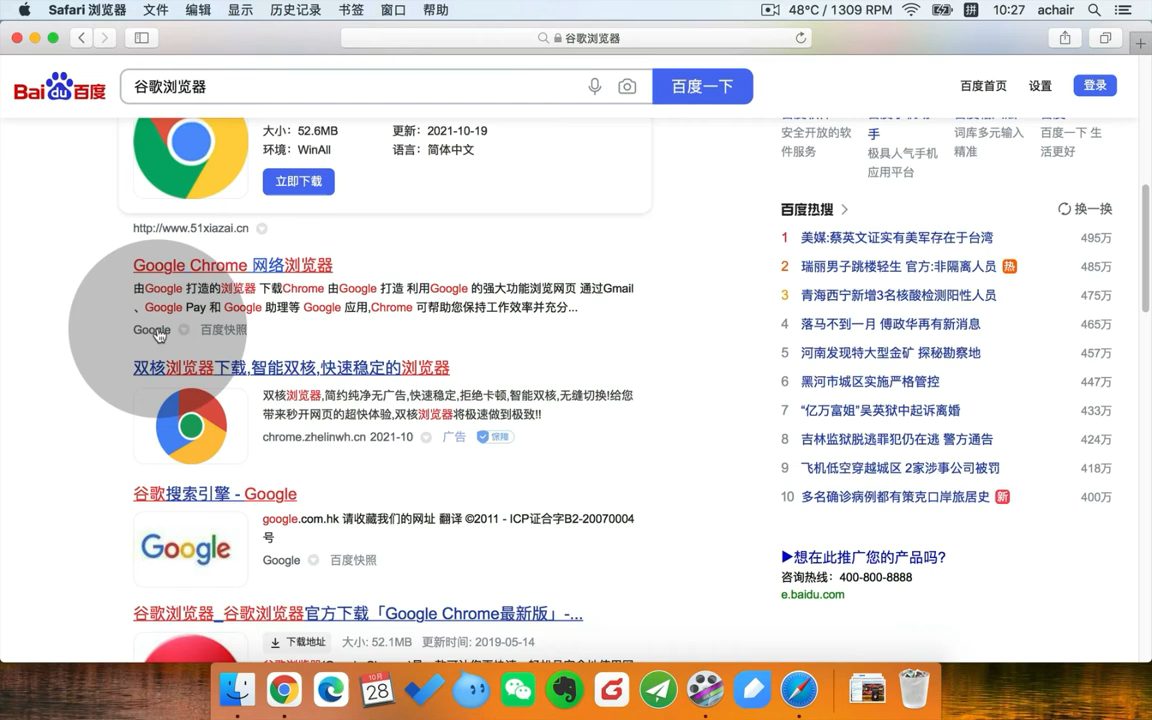 Safari 浏览器 文件 编辑 显示 历史记录 书签 窗口 帮助 48°C / 1309 RPM 拼 10:27 achair
谷歌浏览器
Bai du 百度 谷歌浏览器 百度一下 百度首页 设置 登录
大小: 52.6MB 更新: 2021-10-19
环境: WinAll 语言: 简体中文
立即下载
http://www.51xiazai.cn
Google Chrome 网络浏览器
由Google 打造的浏览器 下载Chrome 由Google 打造 利用Google 的强大功能浏览网页 通过Gmail
、Google Pay 和 Google 助理等 Google 应用,Chrome 可帮助您保持工作效率并充分...
Google 百度快照
双核浏览器下载,智能双核,快速稳定的浏览器
双核浏览器,简约纯净无广告,快速稳定,拒绝卡顿,智能双核,无缝切换!给您
带来秒开网页的超快体验,双核浏览器将极速做到极致!!
chrome.zhelinwh.cn 2021-10 广告 保障
谷歌搜索引擎 - Google
Google
google.com.hk 请收藏我们的网址 翻译 ©2011 - ICP证合字B2-20070004
号
Google 百度快照
谷歌浏览器_谷歌浏览器官方下载「Google Chrome最新版」-...
下载地址 大小: 52.1MB 更新时间: 2019-05-14
安全开放的软
件服务
手
极具人气手机
应用平台
词库多元输入
精准
百度一下 生
活更好
百度热搜 换一换
1 美媒:蔡英文证实有美军存在于台湾 495万
2 瑞丽男子跳楼轻生 官方:非隔离人员 热 485万
3 青海西宁新增3名核酸检测阳性人员 475万
4 落马不到一月 傅政华再有新消息 465万
5 河南发现特大型金矿 探秘勘察地 457万
6 黑河市城区实施严格管控 447万
7 “亿万富姐”吴英狱中起诉离婚 433万
8 吉林监狱脱逃罪犯仍在逃 警方通告 424万
9 飞机低空穿越城区 2家涉事公司被罚 418万
10 多名确诊病例都有策克口岸旅居史 新 400万
▶想在此推广您的产品吗?
咨询热线: 400-800-8888
e.baidu.com
10月
28